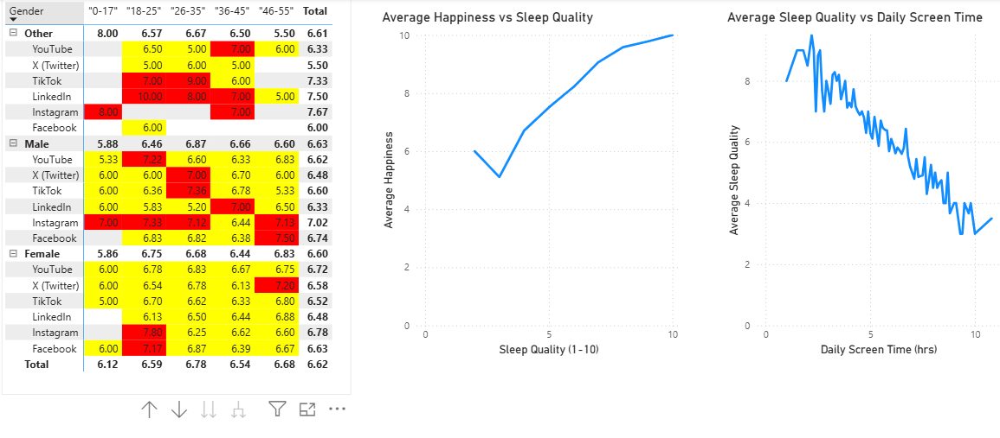 Gender "0-17" "18-25" "26-35" "36-45" "46-55" Total
Other 8.00 6.57 6.67 6.50 5.50 6.61
YouTube 6.50 5.00 7.00 6.00 6.33
X (Twitter) 5.00 6.00 5.00 5.50
TikTok 7.00 9.00 6.00 7.33
LinkedIn 10.00 8.00 7.00 5.00 7.50
Instagram 8.00 7.00 7.67
Facebook 6.00 6.00
Male 5.88 6.46 6.87 6.66 6.60 6.63
YouTube 5.33 7.22 6.60 6.33 6.83 6.62
X (Twitter) 6.00 6.00 7.00 6.70 6.00 6.48
TikTok 6.00 6.36 7.36 6.78 5.33 6.60
LinkedIn 6.00 5.83 5.20 7.00 6.50 6.33
Instagram 7.00 7.33 7.12 6.44 7.13 7.02
Facebook 6.83 6.82 6.38 7.50 6.74
Female 5.86 6.75 6.68 6.44 6.83 6.60
YouTube 6.00 6.78 6.83 6.67 6.75 6.72
X (Twitter) 6.00 6.54 6.78 6.13 7.20 6.58
TikTok 5.00 6.70 6.62 6.33 6.80 6.52
LinkedIn 6.13 6.50 6.44 6.88 6.48
Instagram 7.80 6.25 6.62 6.60 6.78
Facebook 6.00 7.17 6.87 6.39 6.67 6.63
Total 6.12 6.59 6.78 6.54 6.68 6.62
Average Happiness vs Sleep Quality
Average Happiness
10
8
6
4
2
0
0 5 10
Sleep Quality (1-10)
Average Sleep Quality vs Daily Screen Time
Average Sleep Quality
8
6
4
2
0
0 5 10
Daily Screen Time (hrs)